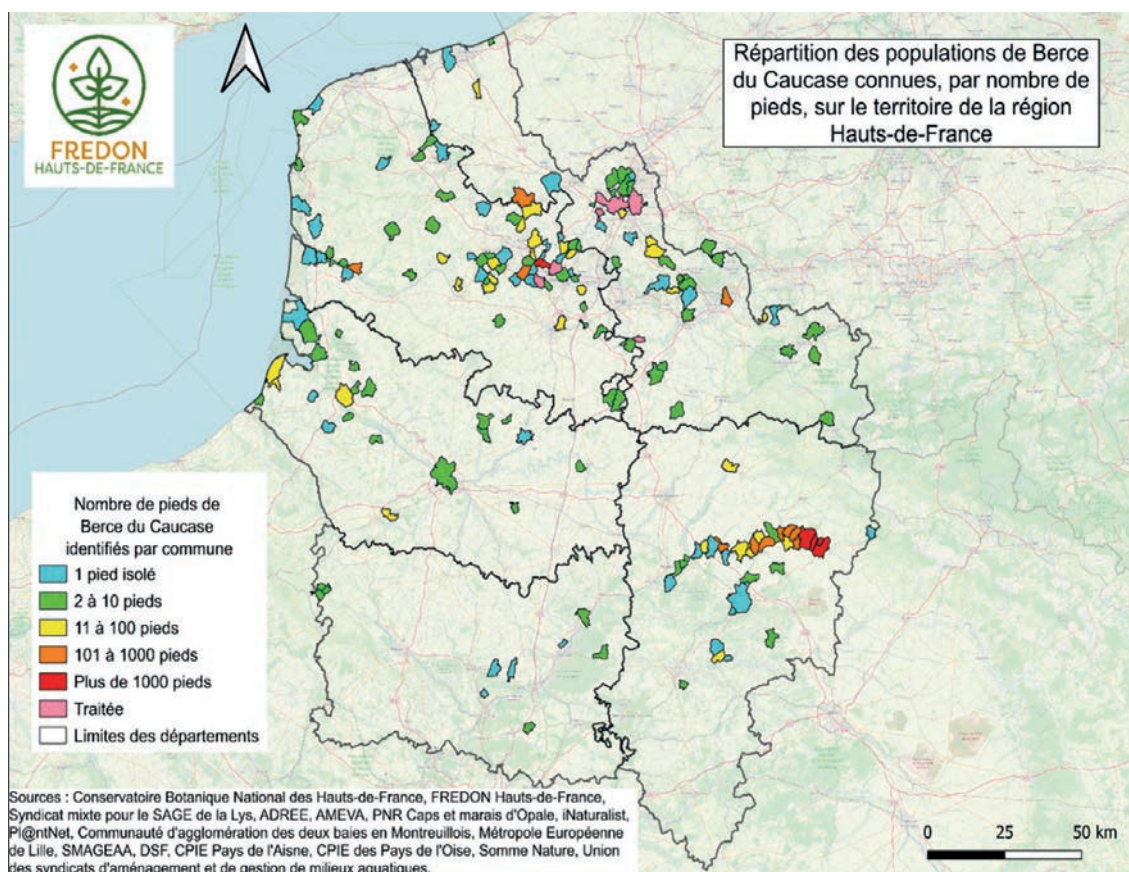 FREDON
HAUTS-DE-FRANCE
Répartition des populations de Berce
du Caucase connues, par nombre de
pieds, sur le territoire de la région
Hauts-de-France
Nombre de pieds de
Berce du Caucase
identifiés par commune
1 pied isolé
2 à 10 pieds
11 à 100 pieds
101 à 1000 pieds
Plus de 1000 pieds
Traitée
Limites des départements
Sources : Conservatoire Botanique National des Hauts-de-France, FREDON Hauts-de-France,
Syndicat mixte pour le SAGE de la Lys, ADREE, AMEVA, PNR Caps et marais d'Opale, iNaturalist,
Pl@ntNet, Communauté d'agglomération des deux baies en Montreuillois, Métropole Européenne
de Lille, SMAGEAA, DSF, CPIE Pays de l'Aisne, CPIE des Pays de l'Oise, Somme Nature, Union
des syndicats d'aménagement et de gestion de milieux aquatiques.
0 25 50 km